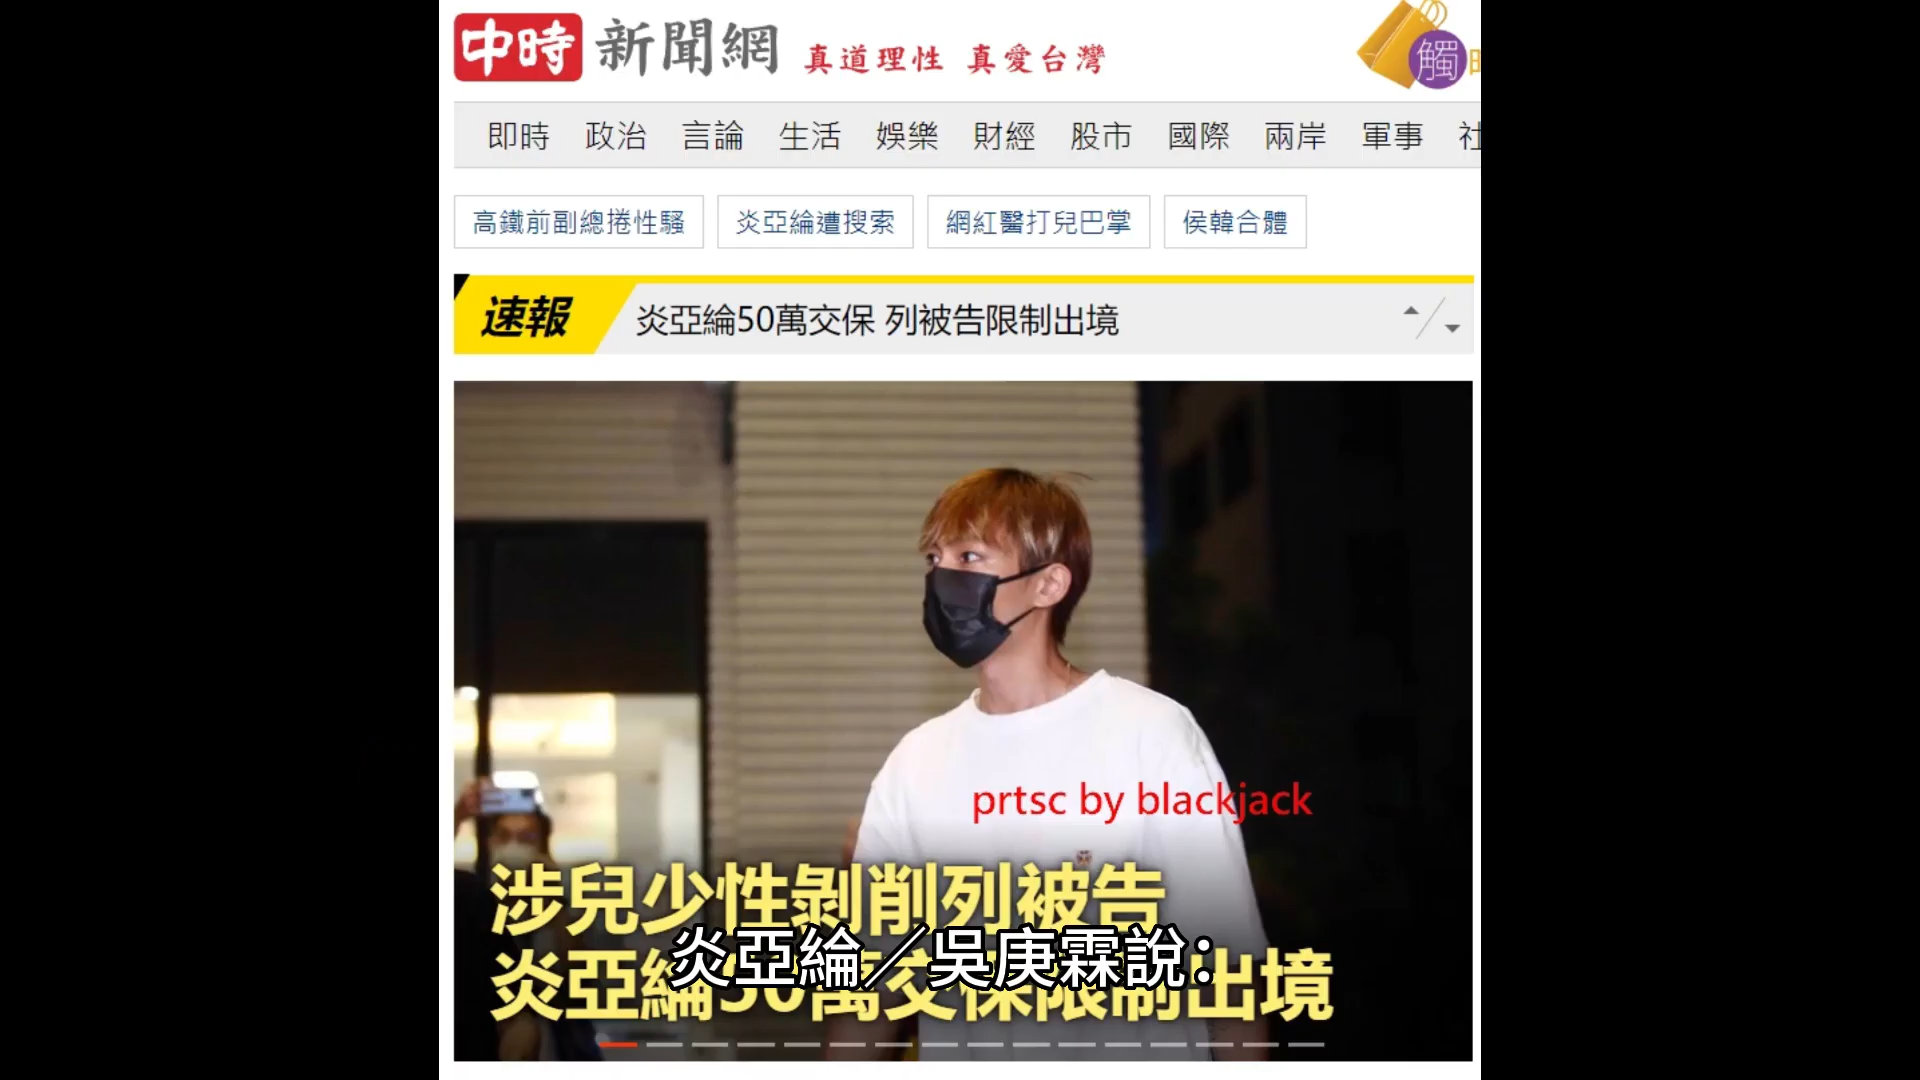 中時 新聞網 真道理性 真愛台灣
觸
即時 政治 言論 生活 娛樂 財經 股市 國際 兩岸 軍事
高鐵前副總捲性騷 炎亞綸遭搜索 網紅醫打兒巴掌 侯韓合體
速報 炎亞綸50萬交保 列被告限制出境
prtsc by blackjack
涉兒少性剝削列被告
炎亞綸50萬交保限制出境
炎亞綸／吳庚霖說：